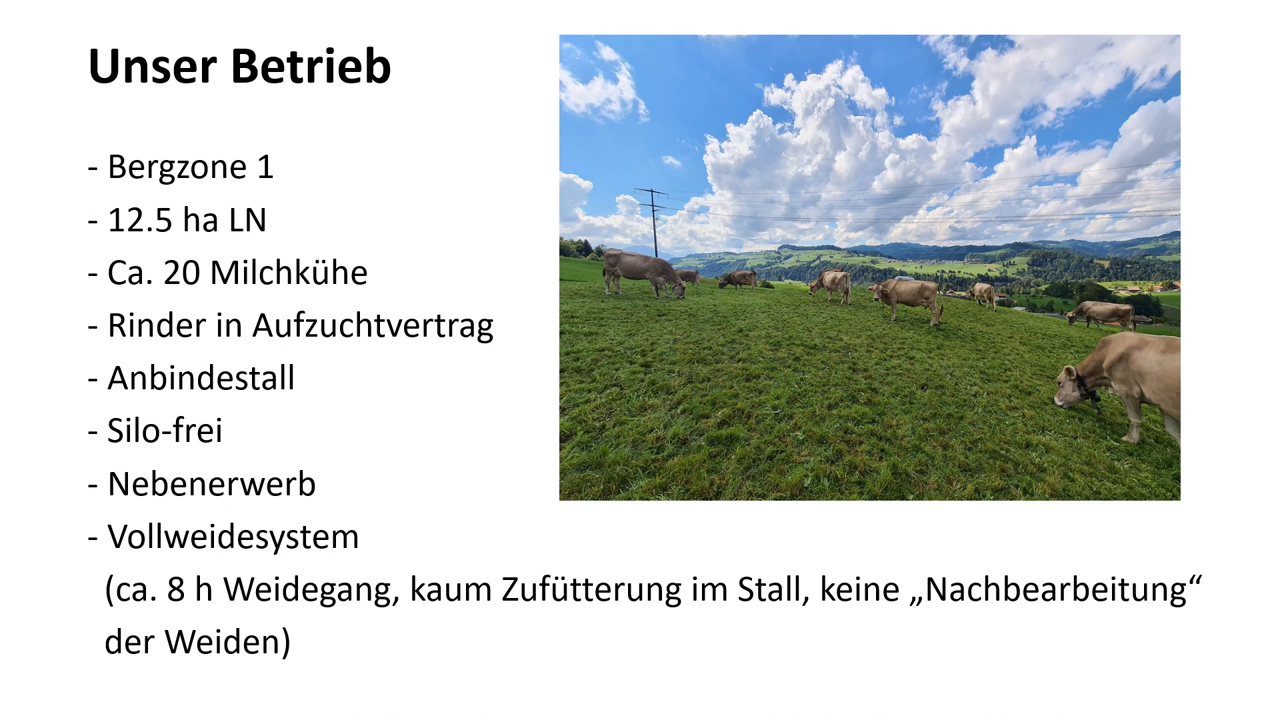 Unser Betrieb
- Bergzone 1
- 12.5 ha LN
- Ca. 20 Milchkühe
- Rinder in Aufzuchtvertrag
- Anbindestall
- Silo-frei
- Nebenerwerb
- Vollweidesystem
(ca. 8 h Weidegang, kaum Zufütterung im Stall, keine „Nachbearbeitung“
der Weiden)